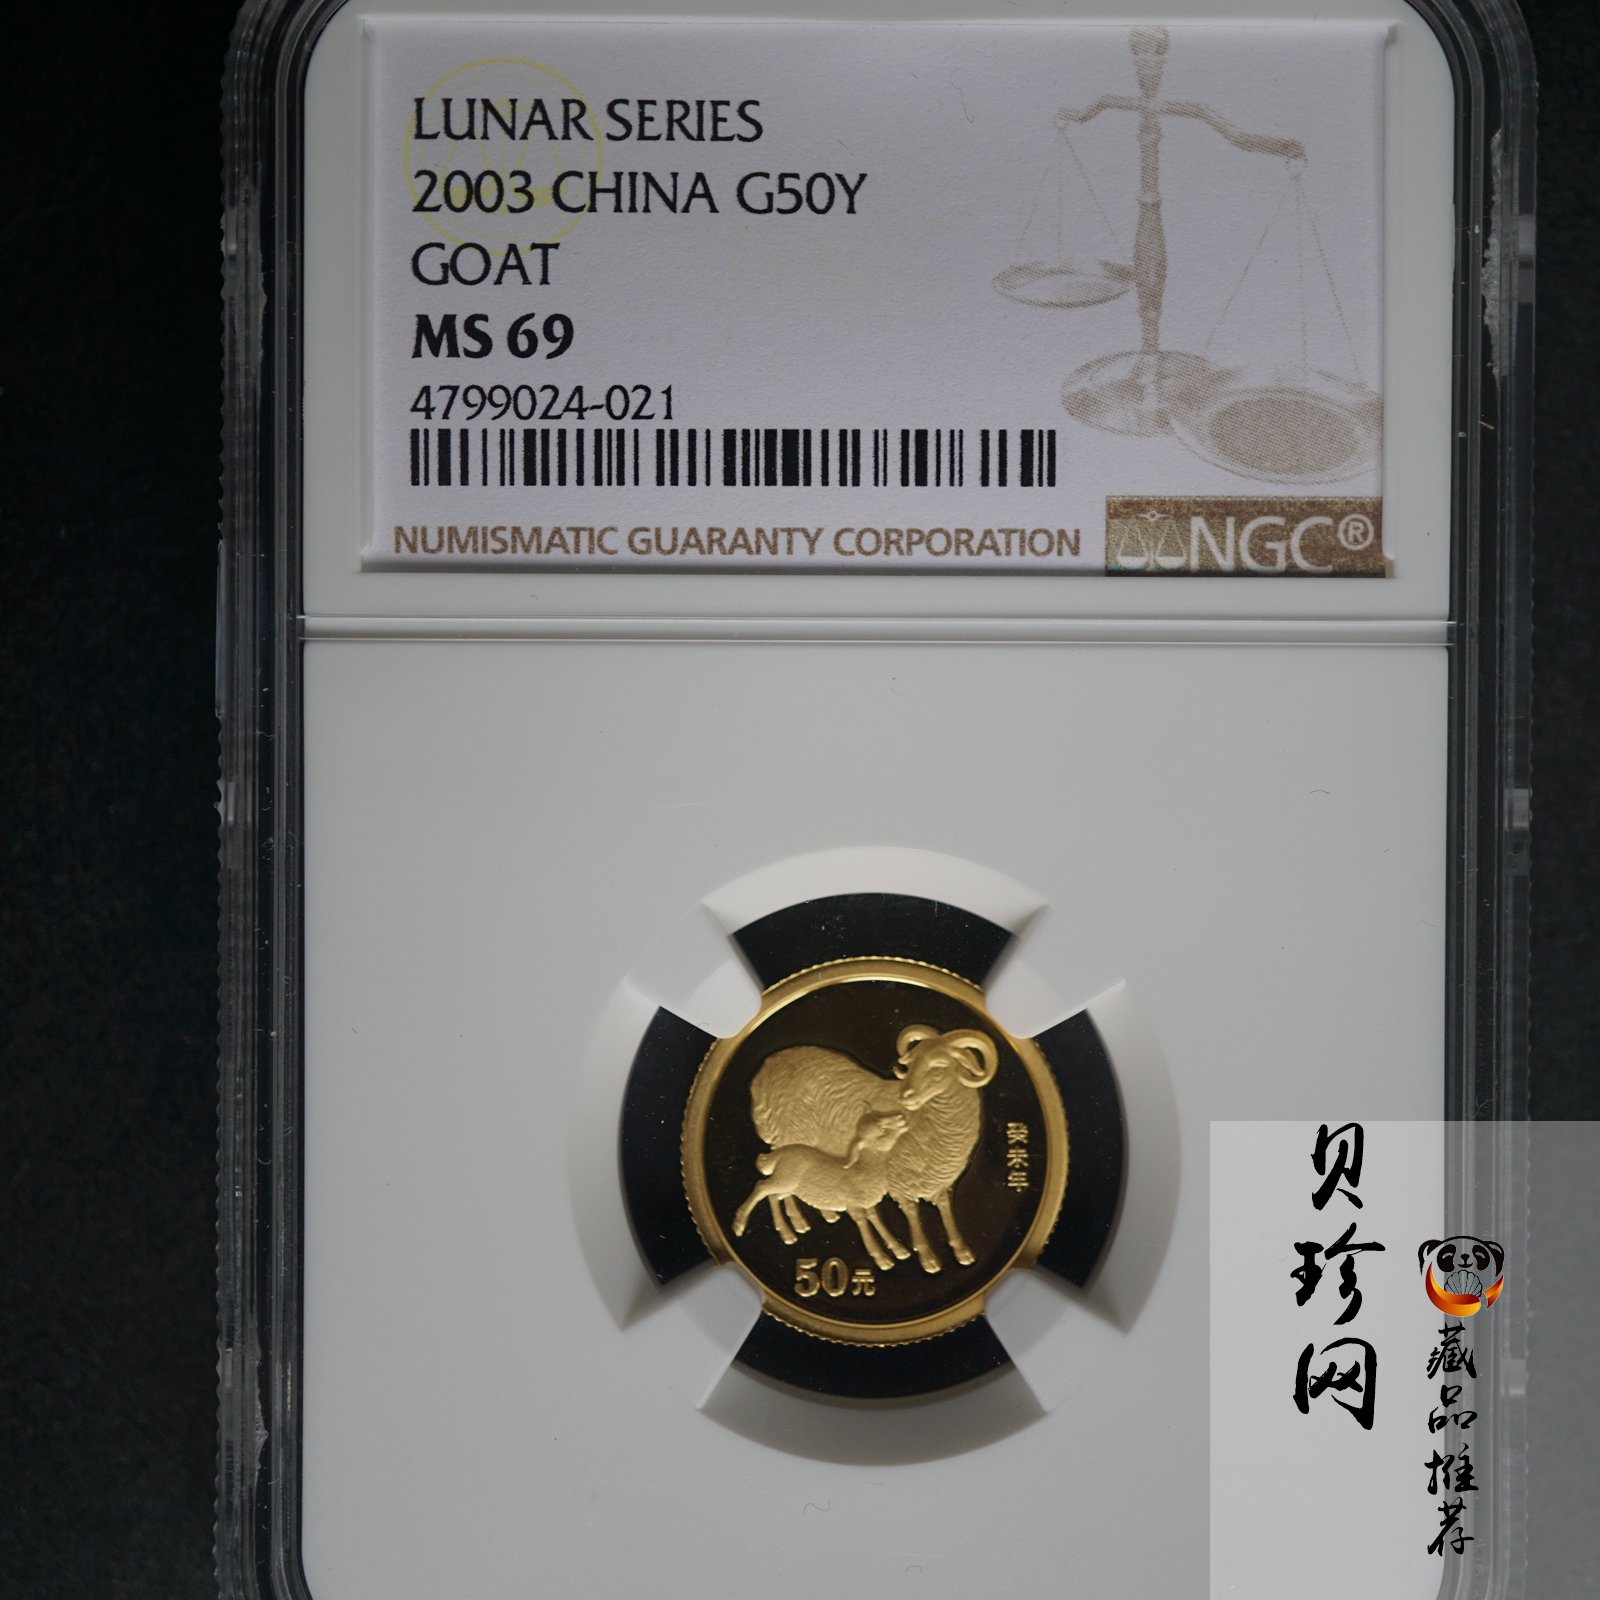 LUNAR SERIES
2003 CHINA G50Y
GOAT
MS 69
4799024-021
NUMISMATIC GUARANTY CORPORATION
NGC®
癸未年
50元
贝珍网
藏品推荐